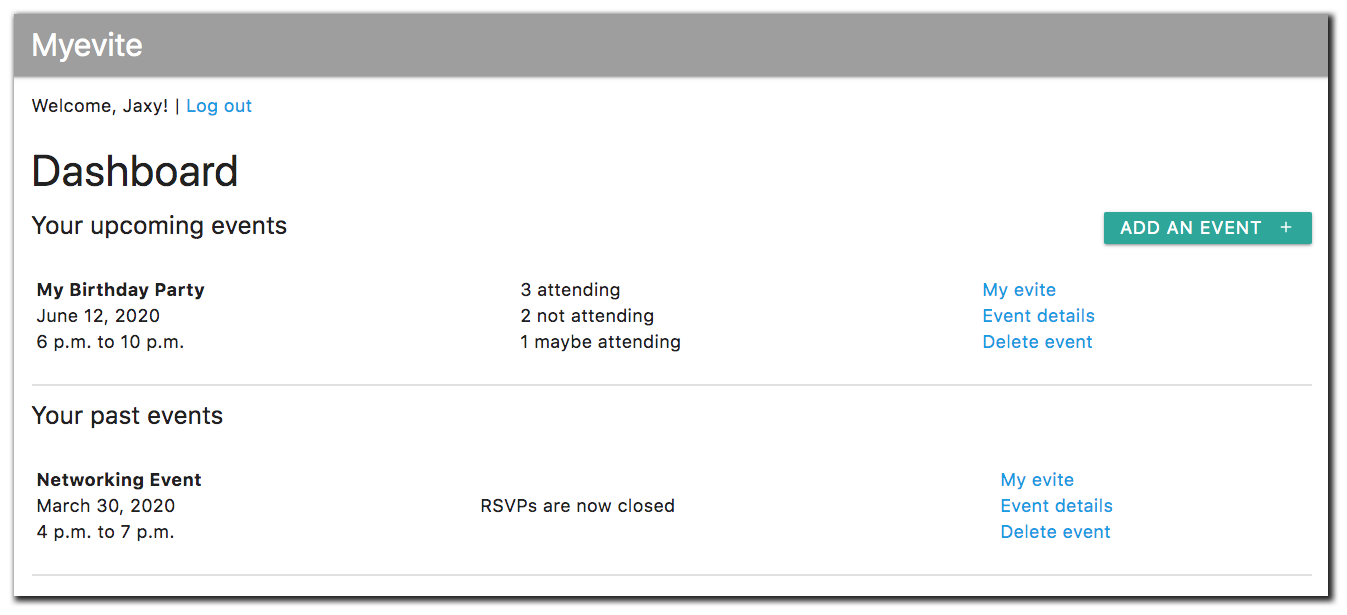 Myevite
Welcome, Jaxy! | Log out
Dashboard
Your upcoming events
ADD AN EVENT +
My Birthday Party
June 12, 2020
6 p.m. to 10 p.m.
3 attending
2 not attending
1 maybe attending
My evite
Event details
Delete event
Your past events
Networking Event
March 30, 2020
4 p.m. to 7 p.m.
RSVPs are now closed
My evite
Event details
Delete event